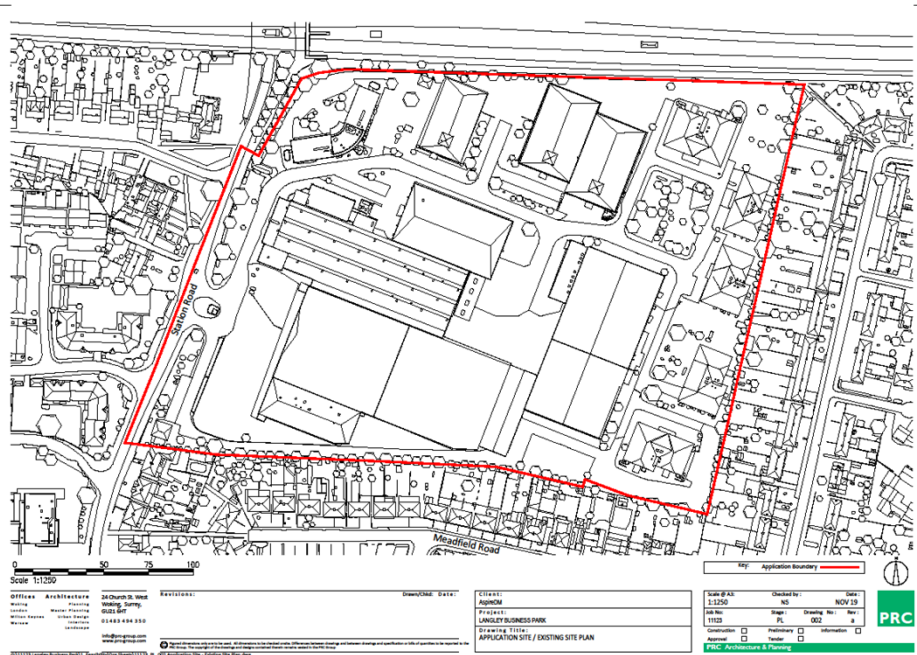 Station Road
Meadfield Road
0 50 75 100
Scale 1:1250
Key: Application Boundary
Offices Architecture
Woking Planning
London Master Planning
Milton Keynes Urban Design
Warsaw Interiors
Landscape
24 Church St. West
Woking, Surrey,
GU21 6HT
01483 494 350
info@prc-group.com
www.prc-group.com
Revisions:
Drawn/Chkd: Date:
Client:
Project:
LANGLEY BUSINESS PARK
Drawing Title:
APPLICATION SITE / EXISTING SITE PLAN
Scale @ A3: Checked by: Date:
1:1250 NS NOV 19
Job No: Stage: Drawing No: Rev:
11123 PL 002 a
Construction Preliminary Information
Approval Tender
PRC Architecture & Planning
PRC